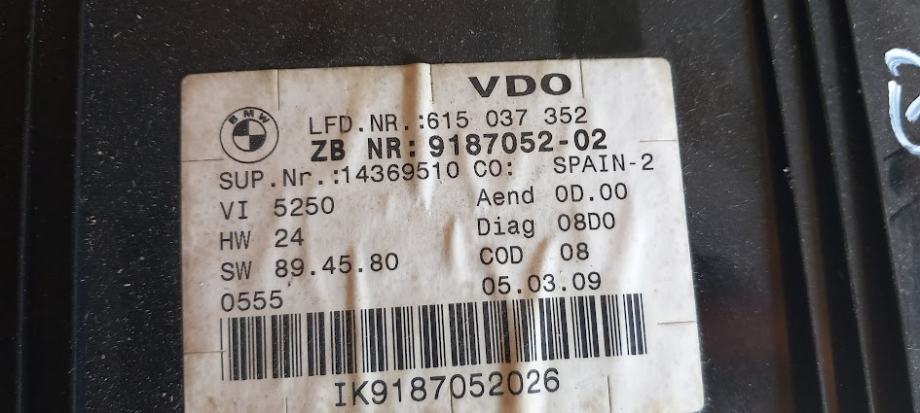 VDO
BMW
LFD.NR.:615 037 352
ZB NR:9187052-02
SUP.Nr.:14369510 CO: SPAIN-2
VI 5250 Aend 0D.00
HW 24 Diag 08D0
SW 89.45.80 COD 08
0555 05.03.09
IK9187052026